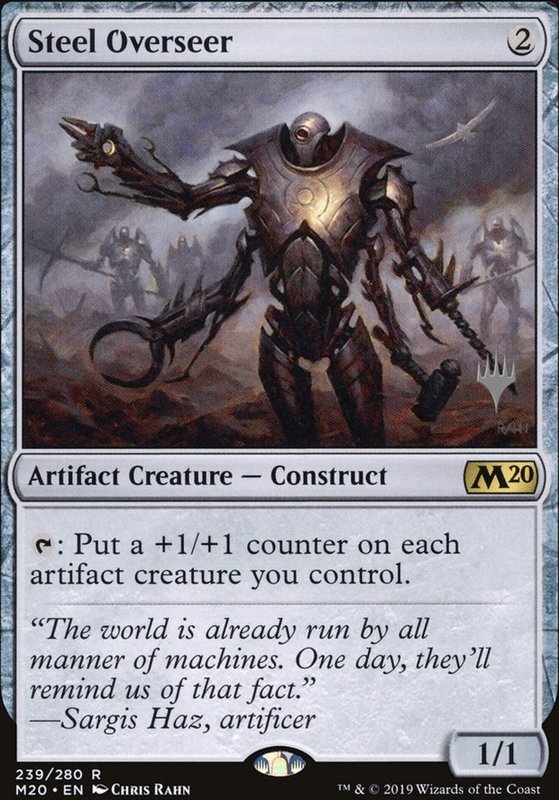 Steel Overseer
2
RAHN
Artifact Creature — Construct
M20
: Put a +1/+1 counter on each
artifact creature you control.
“The world is already run by all
manner of machines. One day, they’ll
remind us of that fact.”
—Sargis Haz, artificer
1/1
239/280 R
M20 • EN Chris Rahn
™ & © 2019 Wizards of the Coast